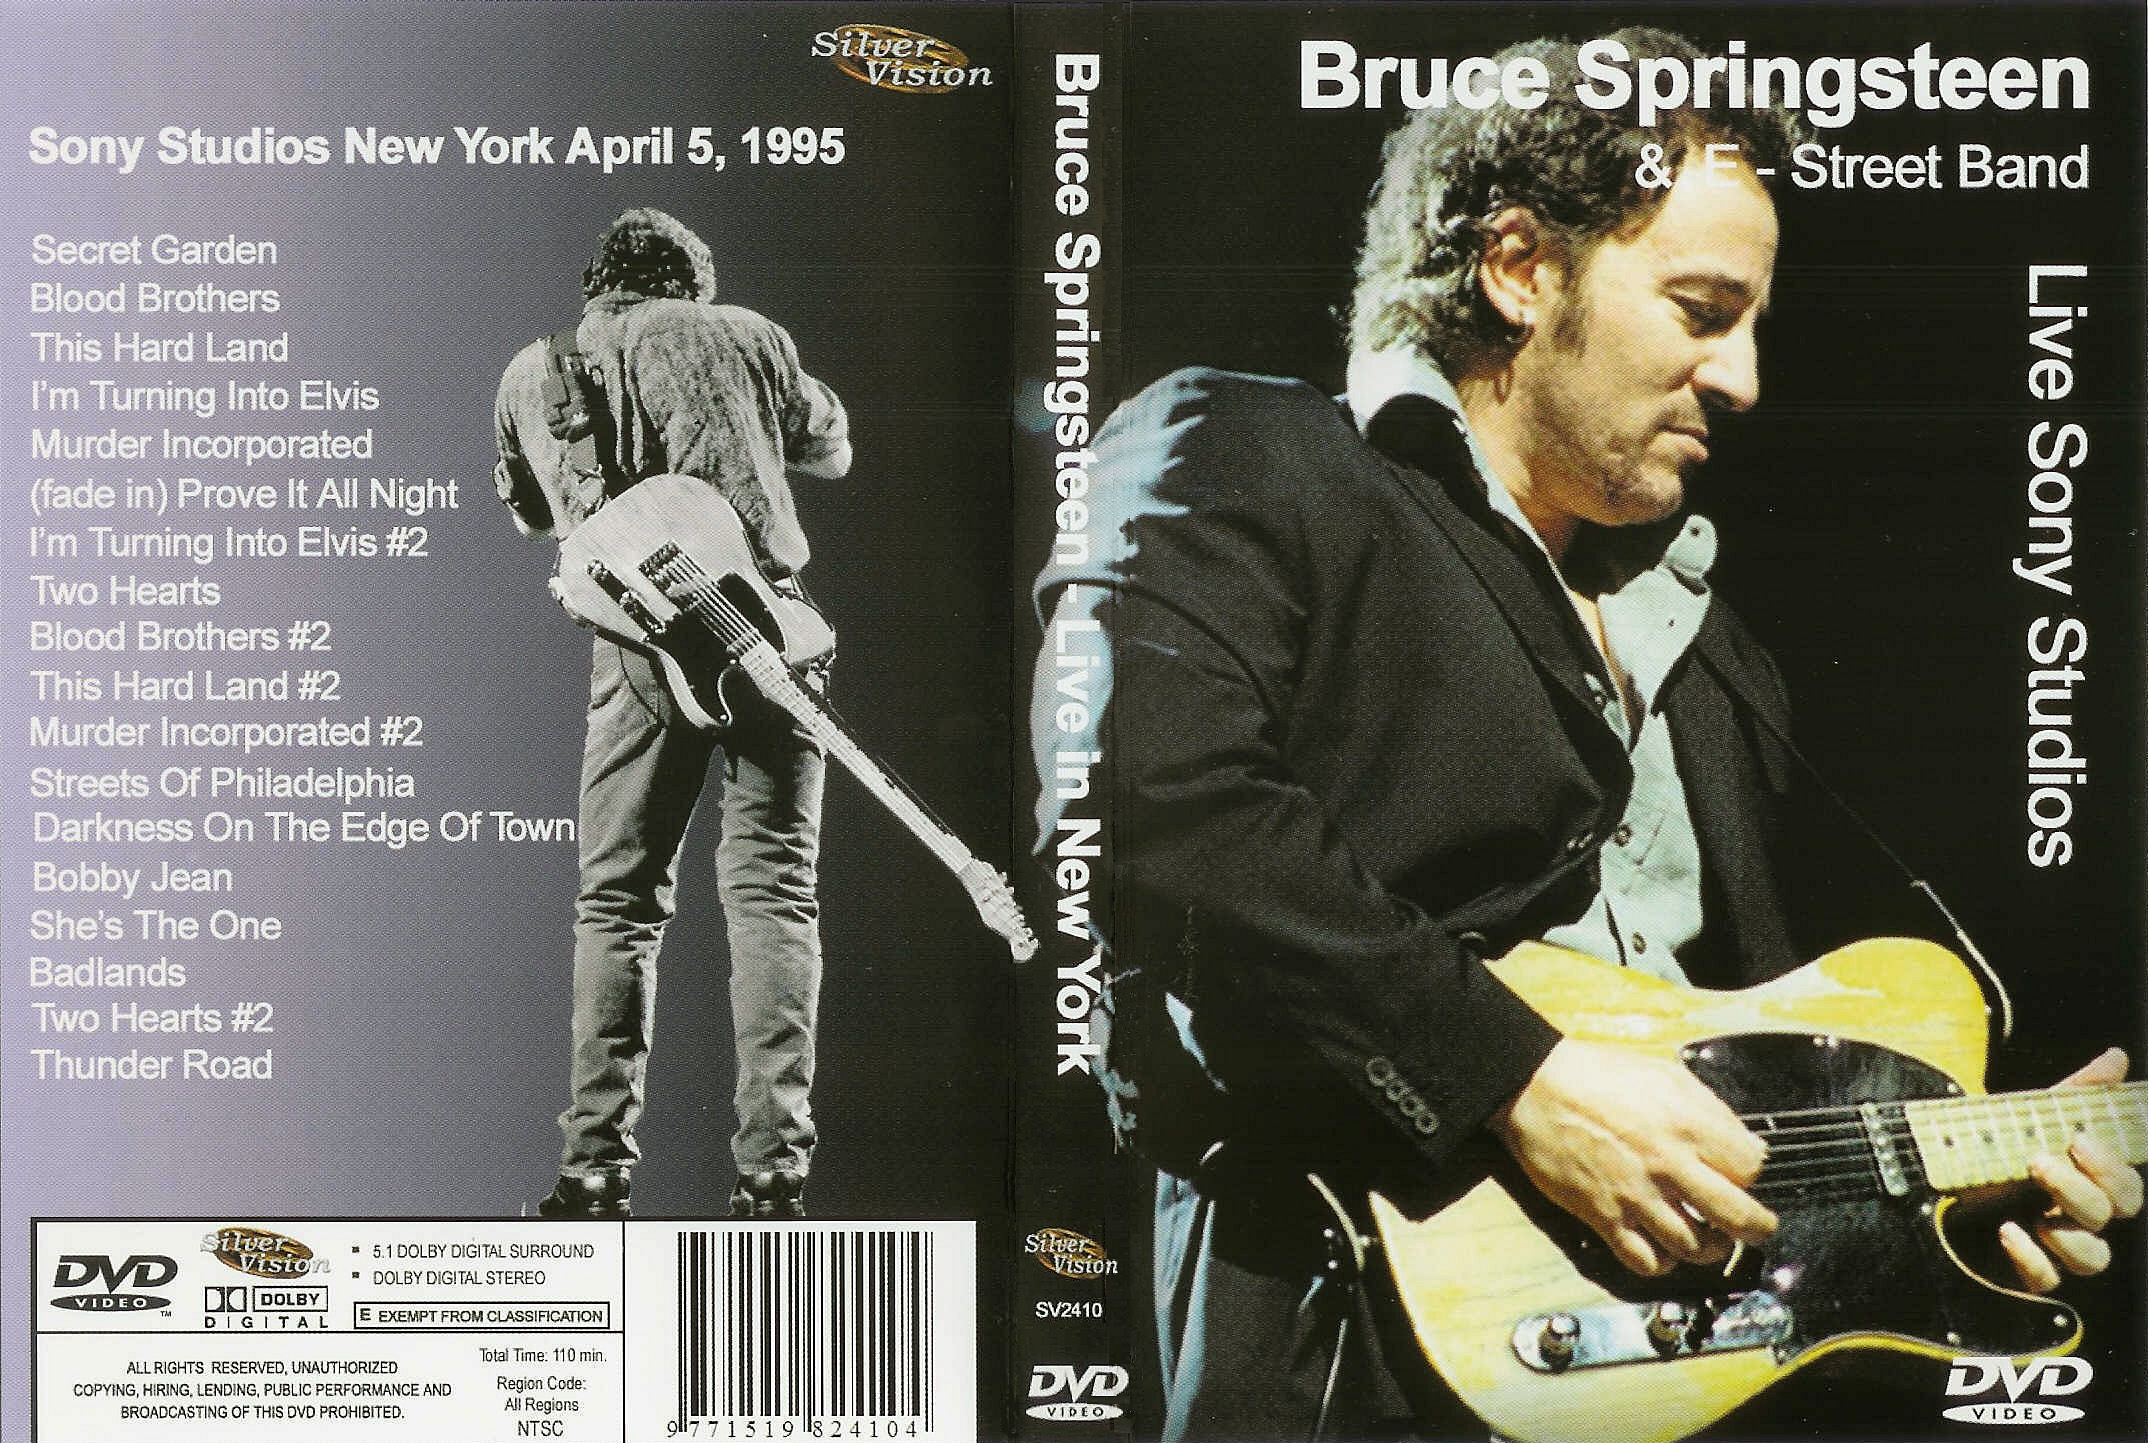 Silver
Vision
Sony Studios New York April 5, 1995
Secret Garden
Blood Brothers
This Hard Land
I'm Turning Into Elvis
Murder Incorporated
(fade in) Prove It All Night
I'm Turning Into Elvis #2
Two Hearts
Blood Brothers #2
This Hard Land #2
Murder Incorporated #2
Streets Of Philadelphia
Darkness On The Edge Of Town
Bobby Jean
She's The One
Badlands
Two Hearts #2
Thunder Road
DVD
VIDEO
TM
Silver
Vision
DOLBY
DIGITAL
▪ 5.1 DOLBY DIGITAL SURROUND
▪ DOLBY DIGITAL STEREO
E EXEMPT FROM CLASSIFICATION
ALL RIGHTS RESERVED, UNAUTHORIZED
COPYING, HIRING, LENDING, PUBLIC PERFORMANCE AND
BROADCASTING OF THIS DVD PROHIBITED.
Total Time: 110 min.
Region Code:
All Regions
NTSC
9 771519 824104
Bruce Springsteen - Live in New York
Silver
Vision
SV2410
DVD
VIDEO
Bruce Springsteen
& E - Street Band
Live Sony Studios
DVD
VIDEO